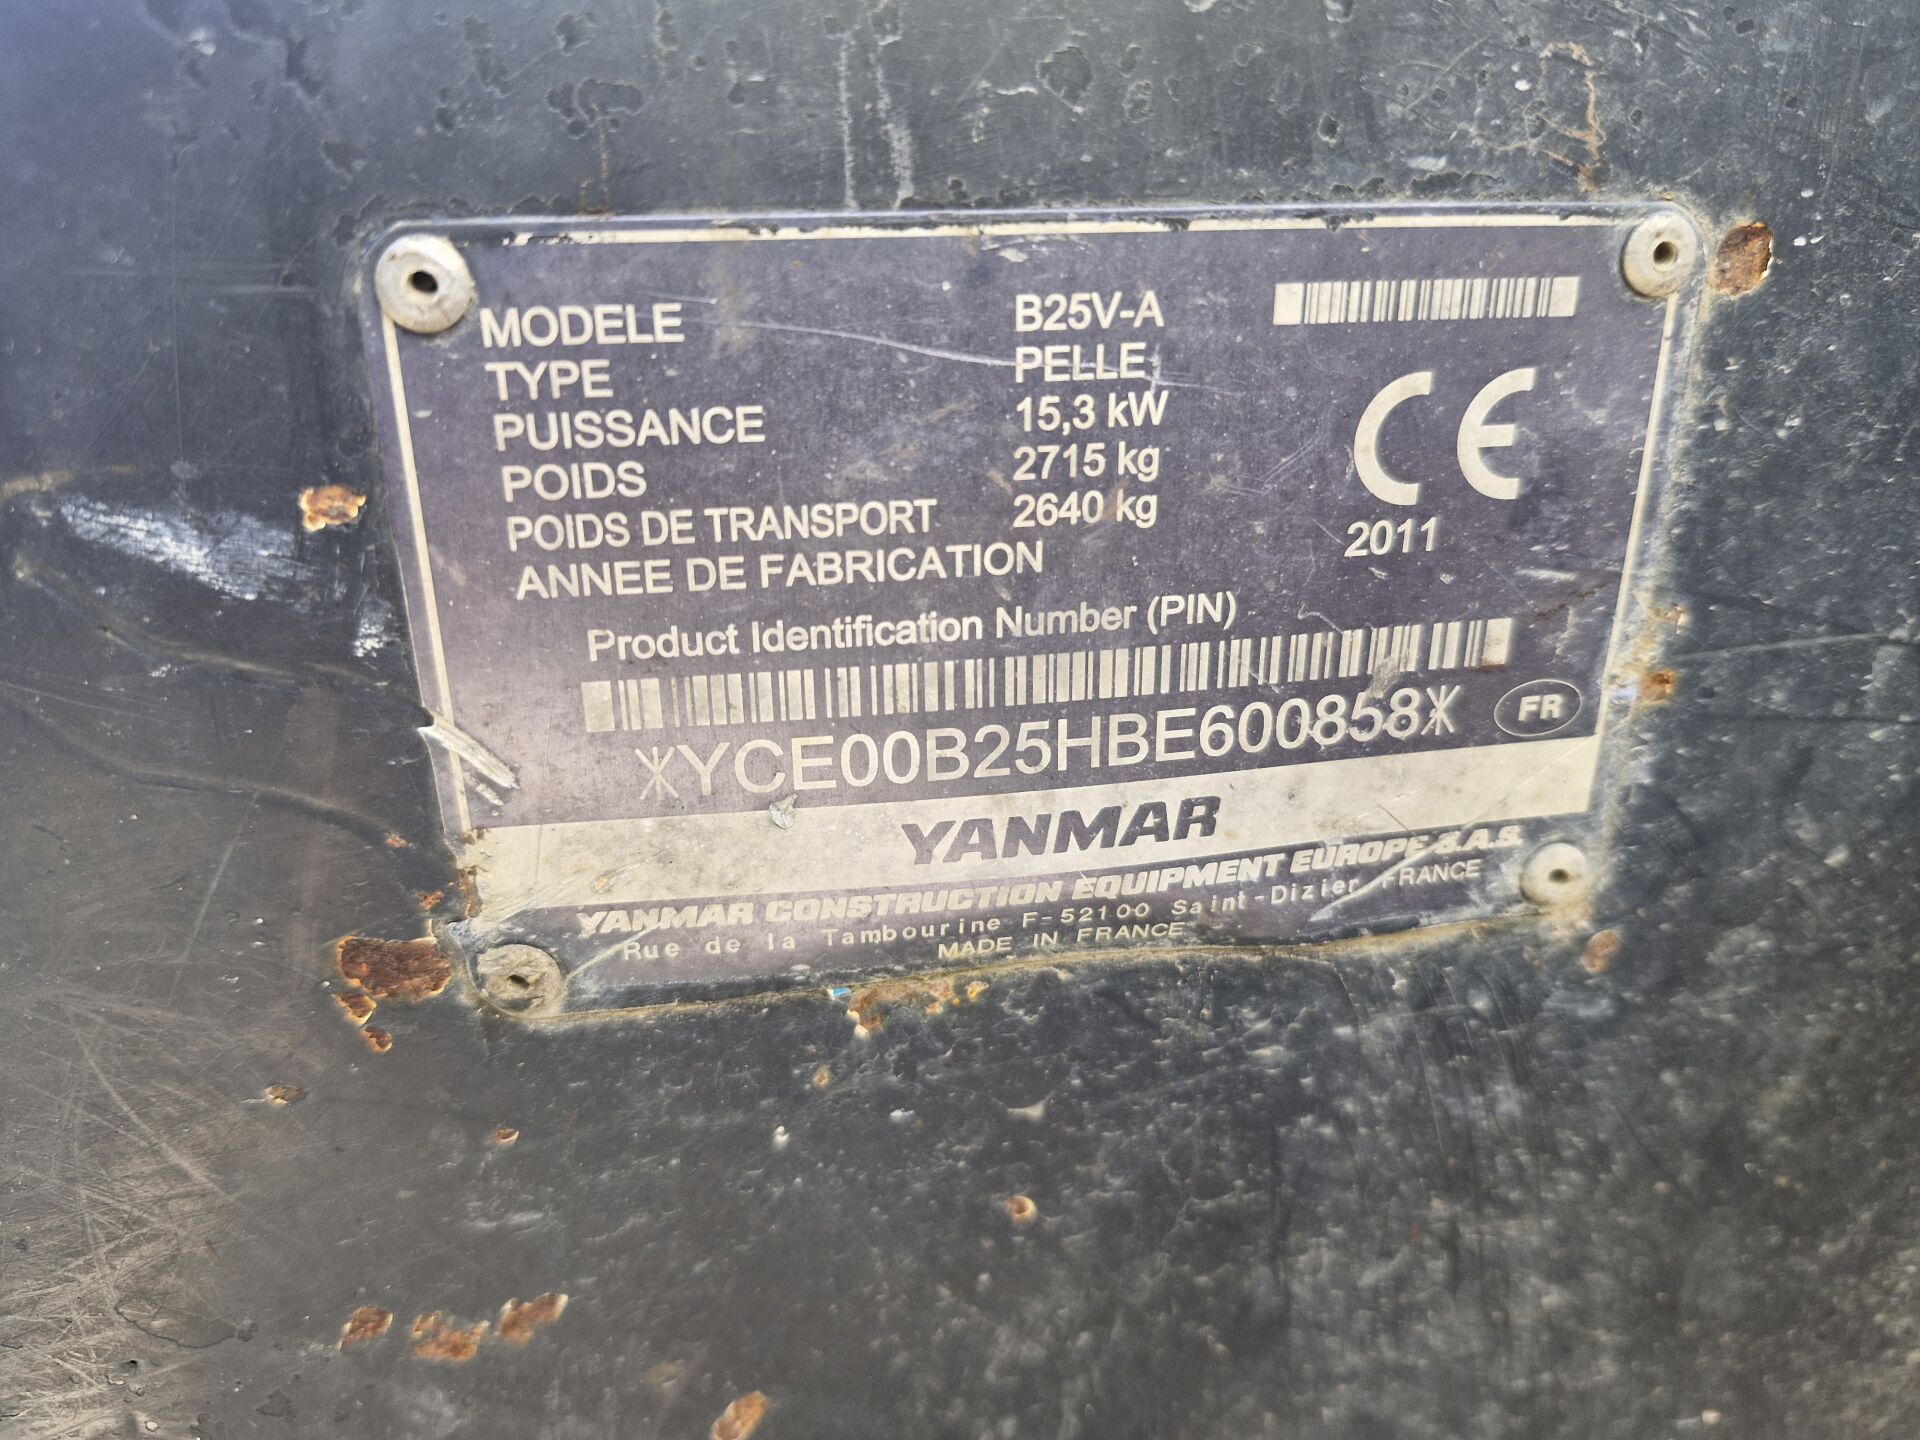 MODELE B25V-A
TYPE PELLE
PUISSANCE 15,3 kW
POIDS 2715 kg
POIDS DE TRANSPORT 2640 kg
ANNEE DE FABRICATION 2011
CE
Product Identification Number (PIN)
*YCE00B25HBE600858*
FR
YANMAR
YANMAR CONSTRUCTION EQUIPMENT EUROPE S.A.S.
Rue de la Tambourine F-52100 Saint-Dizier FRANCE
MADE IN FRANCE